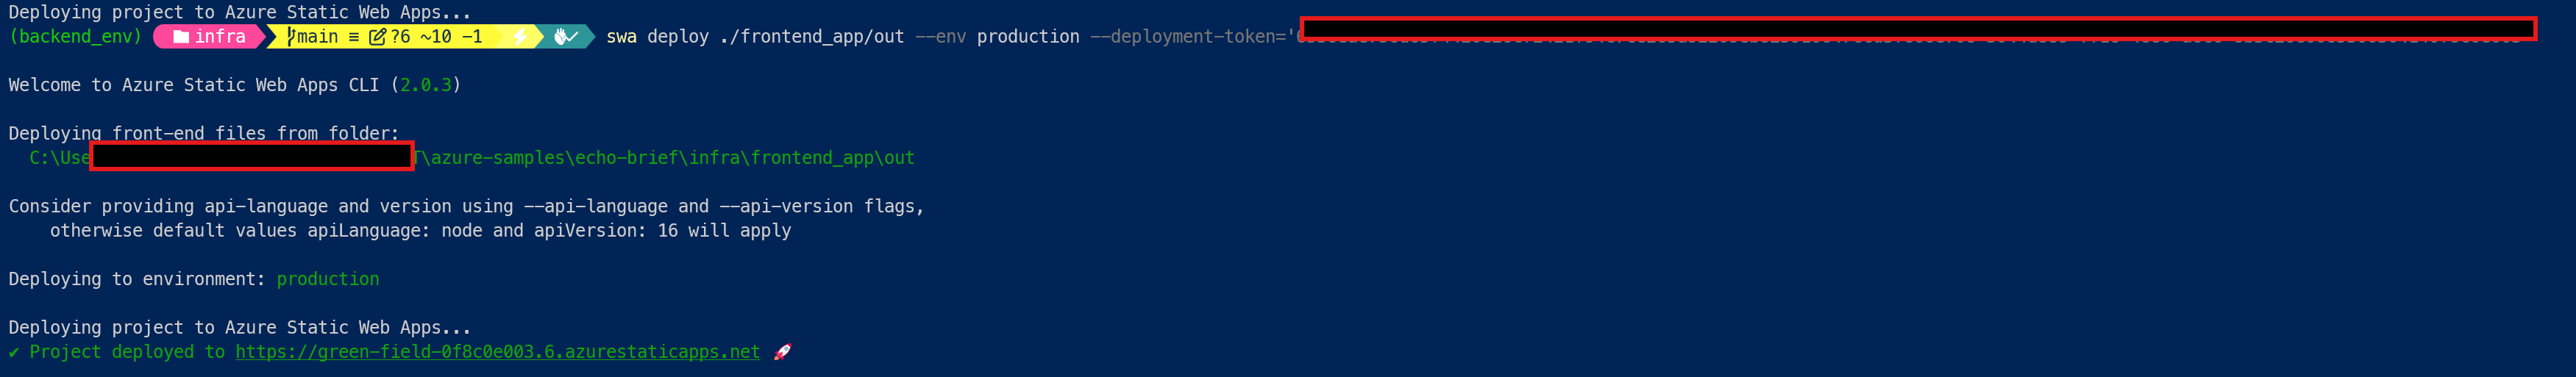 Deploying project to Azure Static Web Apps...
(backend_env) infra main ≡ ?6 ~10 -1 swa deploy ./frontend_app/out --env production --deployment-token='
Welcome to Azure Static Web Apps CLI (2.0.3)
Deploying front-end files from folder:
C:\Use \azure-samples\echo-brief\infra\frontend_app\out
Consider providing api-language and version using --api-language and --api-version flags,
otherwise default values apiLanguage: node and apiVersion: 16 will apply
Deploying to environment: production
Deploying project to Azure Static Web Apps...
✔ Project deployed to https://green-field-0f8c0e003.6.azurestaticapps.net 🚀